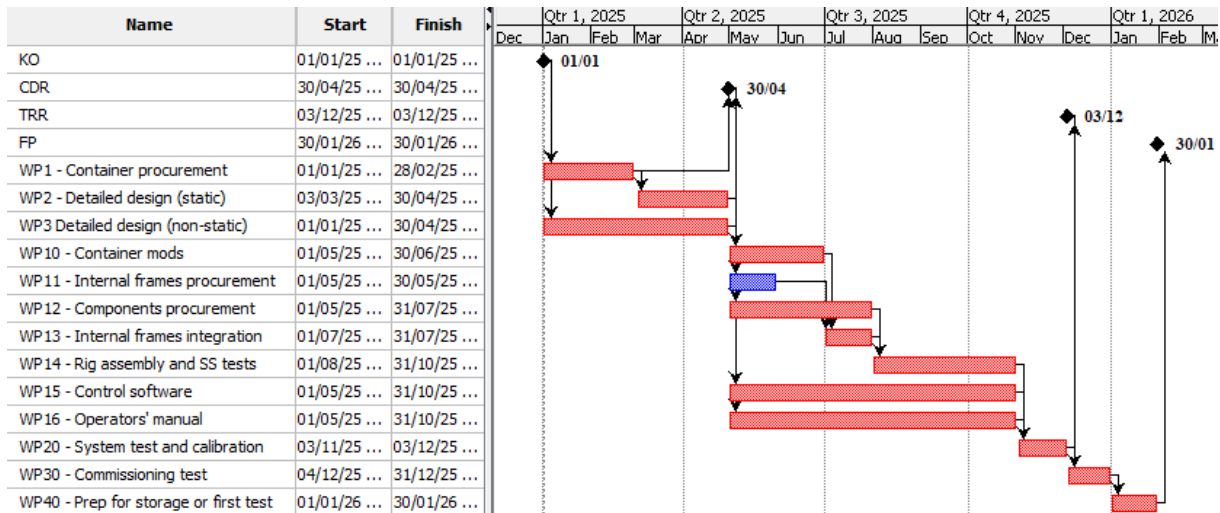 Name Start Finish
Qtr 1, 2025 Qtr 2, 2025 Qtr 3, 2025 Qtr 4, 2025 Qtr 1, 2026
Dec Jan Feb Mar Apr May Jun Jul Aug Sep Oct Nov Dec Jan Feb M
KO 01/01/25 ... 01/01/25 ... 01/01
CDR 30/04/25 ... 30/04/25 ... 30/04
TRR 03/12/25 ... 03/12/25 ... 03/12
FP 30/01/26 ... 30/01/26 ... 30/01
WP1 - Container procurement 01/01/25 ... 28/02/25 ...
WP2 - Detailed design (static) 03/03/25 ... 30/04/25 ...
WP3 Detailed design (non-static) 01/01/25 ... 30/04/25 ...
WP10 - Container mods 01/05/25 ... 30/06/25 ...
WP11 - Internal frames procurement 01/05/25 ... 30/05/25 ...
WP12 - Components procurement 01/05/25 ... 31/07/25 ...
WP13 - Internal frames integration 01/07/25 ... 31/07/25 ...
WP14 - Rig assembly and SS tests 01/08/25 ... 31/10/25 ...
WP15 - Control software 01/05/25 ... 31/10/25 ...
WP16 - Operators' manual 01/05/25 ... 31/10/25 ...
WP20 - System test and calibration 03/11/25 ... 03/12/25 ...
WP30 - Commissioning test 04/12/25 ... 31/12/25 ...
WP40 - Prep for storage or first test 01/01/26 ... 30/01/26 ...